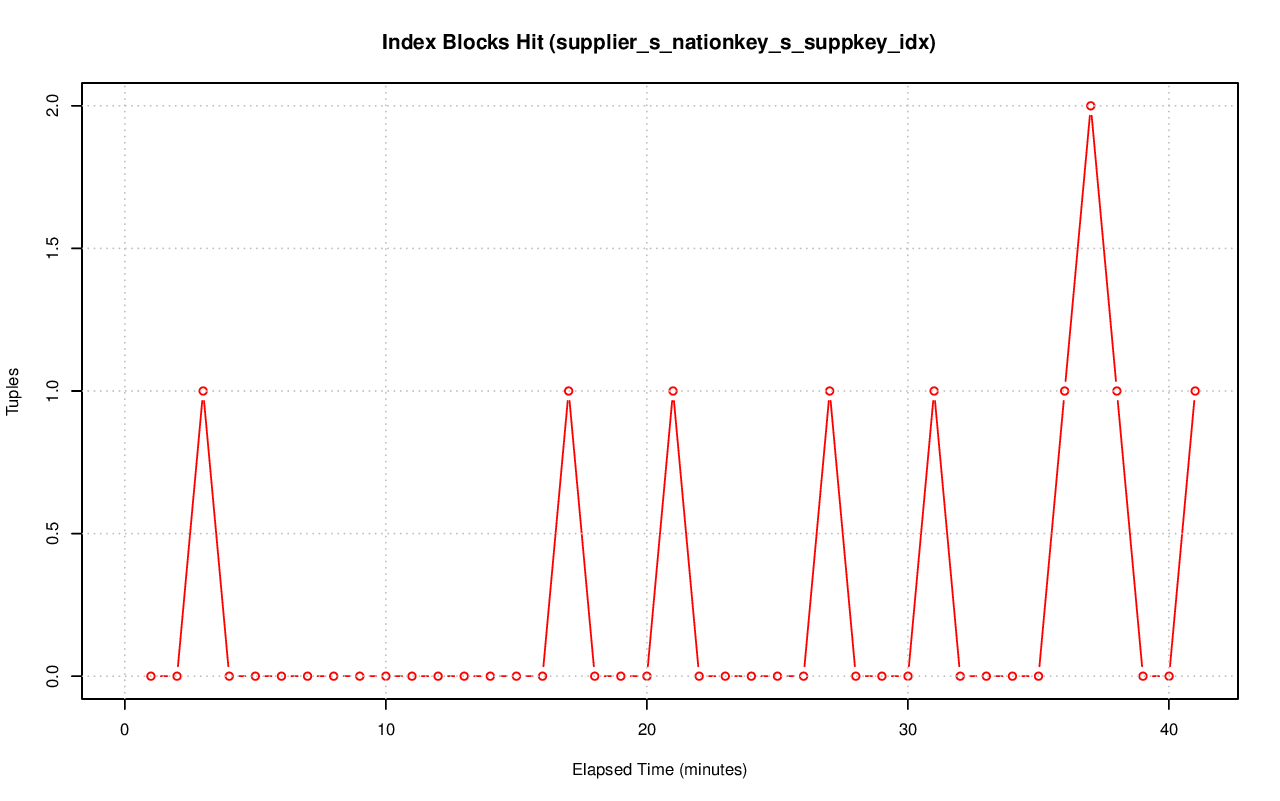 Index Blocks Hit (supplier_s_nationkey_s_suppkey_idx)
2.0
1.5
1.0
0.5
0.0
Tuples
0 10 20 30 40
Elapsed Time (minutes)